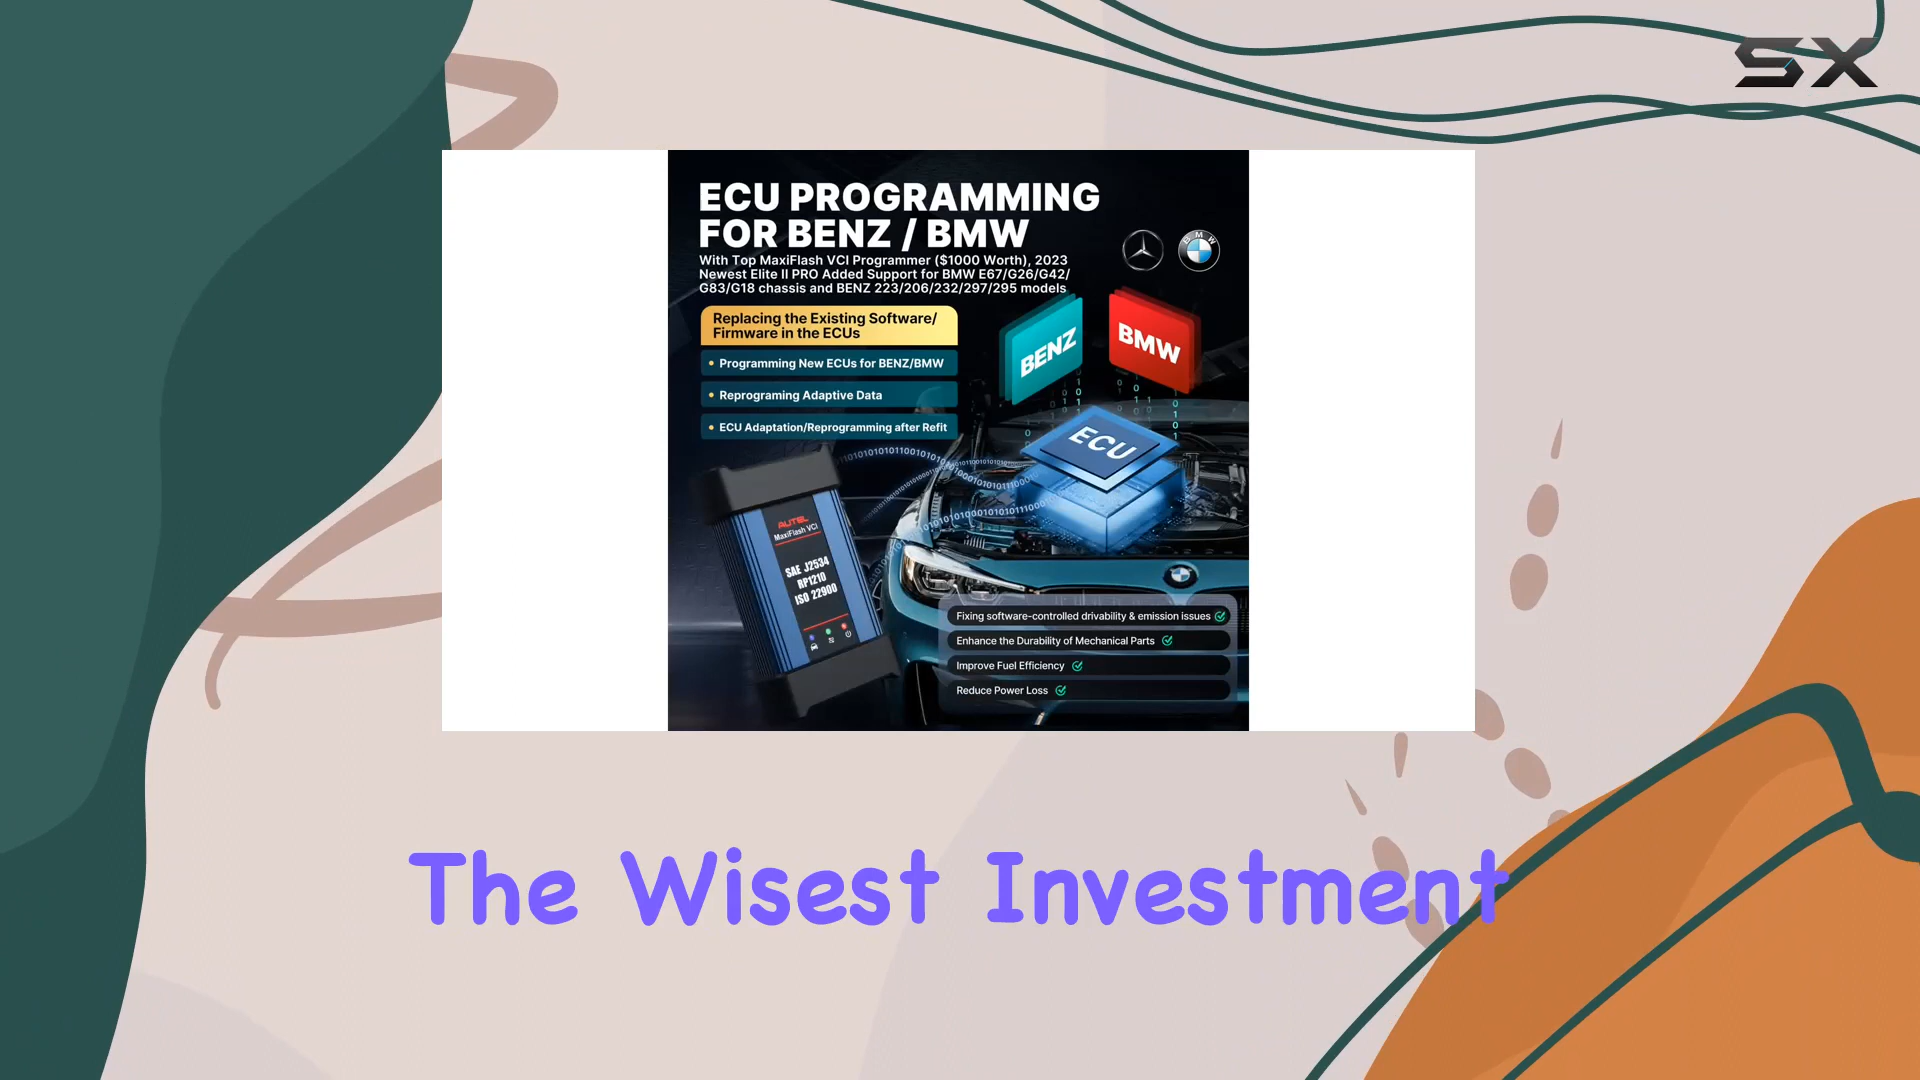 SX
ECU PROGRAMMING
FOR BENZ / BMW
With Top MaxiFlash VCI Programmer ($1000 Worth), 2023
Newest Elite II PRO Added Support for BMW E67/G26/G42/
G83/G18 chassis and BENZ 223/206/232/297/295 models
BMW
Replacing the Existing Software/
Firmware in the ECUs
• Programming New ECUs for BENZ/BMW
• Reprograming Adaptive Data
• ECU Adaptation/Reprogramming after Refit
BENZ
BMW
ECU
AUTEL
MaxiFlash VCI
SAE J2534
RP1210
ISO 22900
Fixing software-controlled drivability & emission issues
Enhance the Durability of Mechanical Parts
Improve Fuel Efficiency
Reduce Power Loss
The Wisest Investment